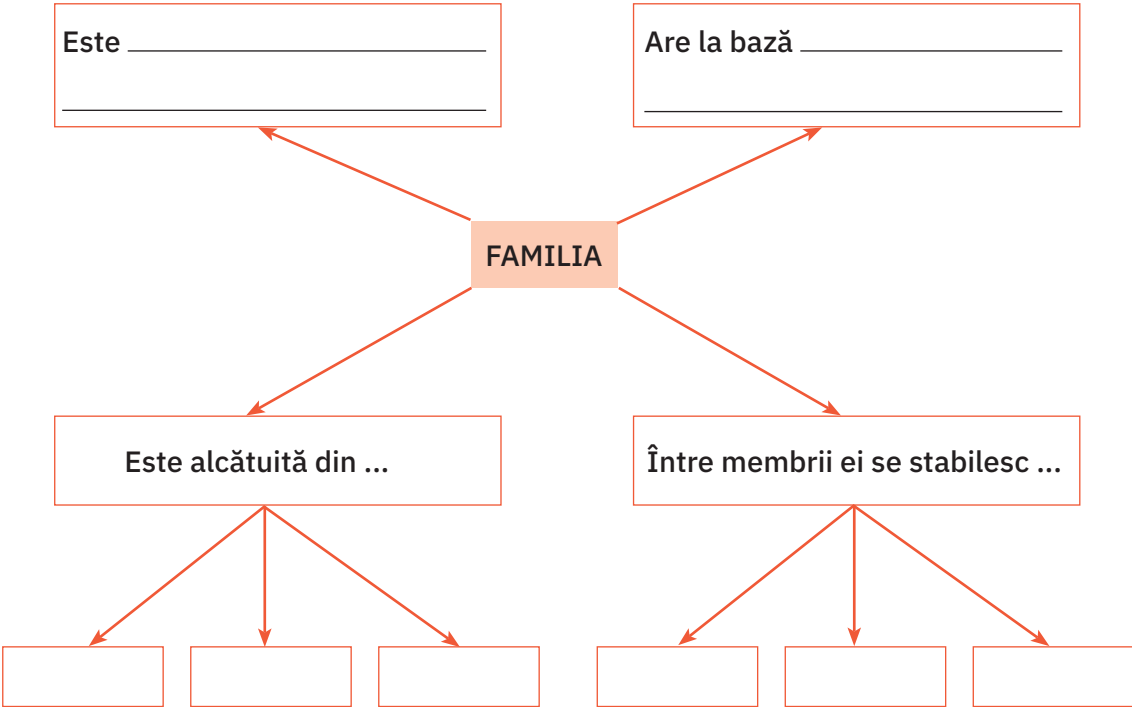 Este
Are la bază
FAMILIA
Este alcătuită din ...
Între membrii ei se stabilesc ...